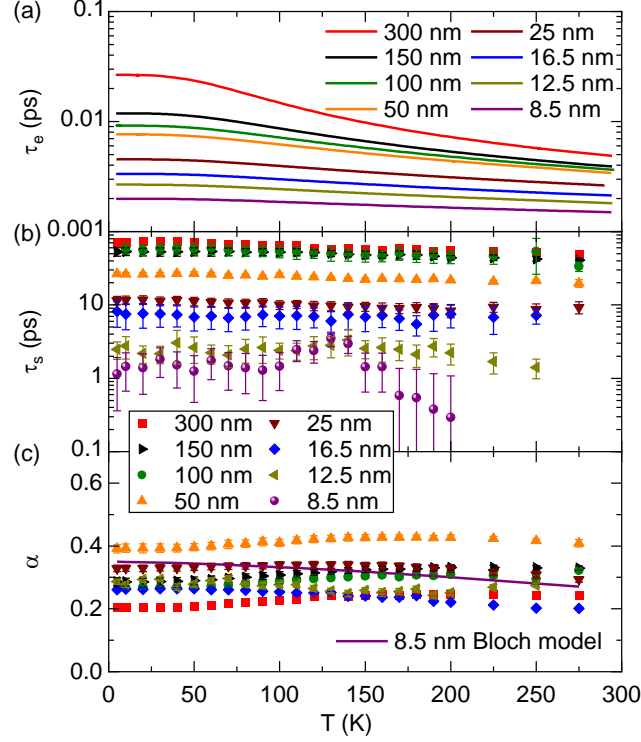 (a)
0.1
0.01
0.001
τe (ps)
300 nm
150 nm
100 nm
50 nm
25 nm
16.5 nm
12.5 nm
8.5 nm
(b)
10
1
0.1
τs (ps)
300 nm
150 nm
100 nm
50 nm
25 nm
16.5 nm
12.5 nm
8.5 nm
(c)
0.4
0.2
0.0
α
8.5 nm Bloch model
0 50 100 150 200 250 300
T (K)